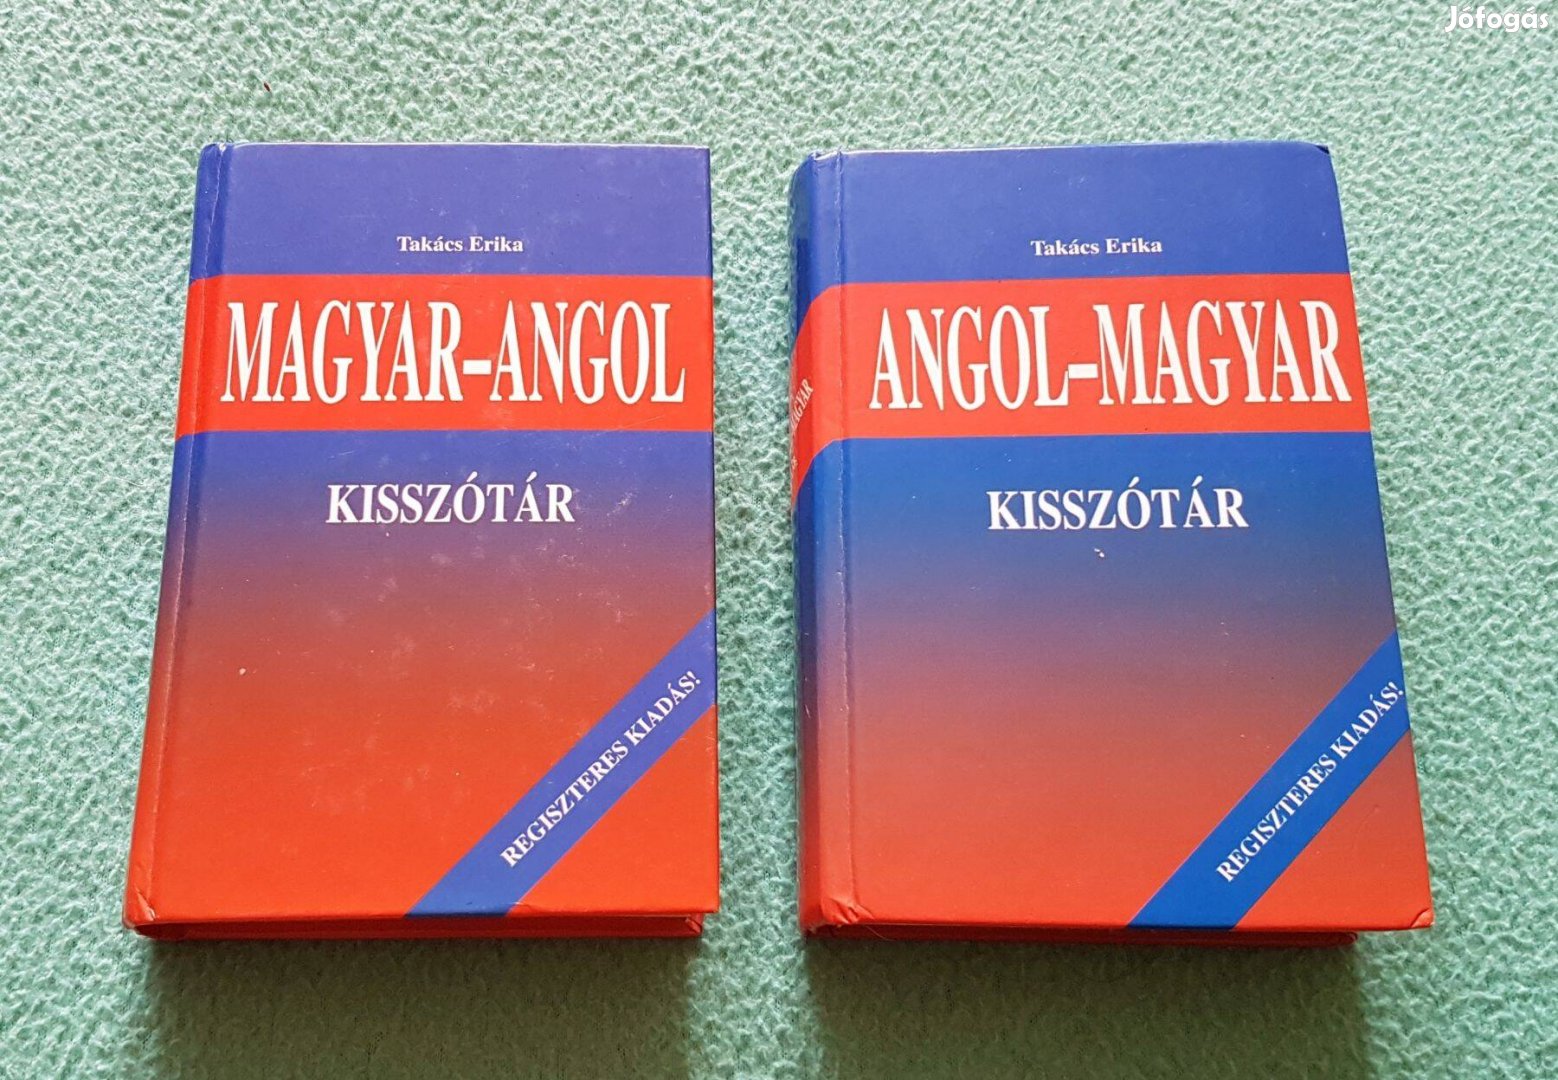 Jófogás
Takács Erika
MAGYAR-ANGOL
KISSZÓTÁR
REGISZTERES KIADÁS!
Takács Erika
ANGOL-MAGYAR
KISSZÓTÁR
REGISZTERES KIADÁS!